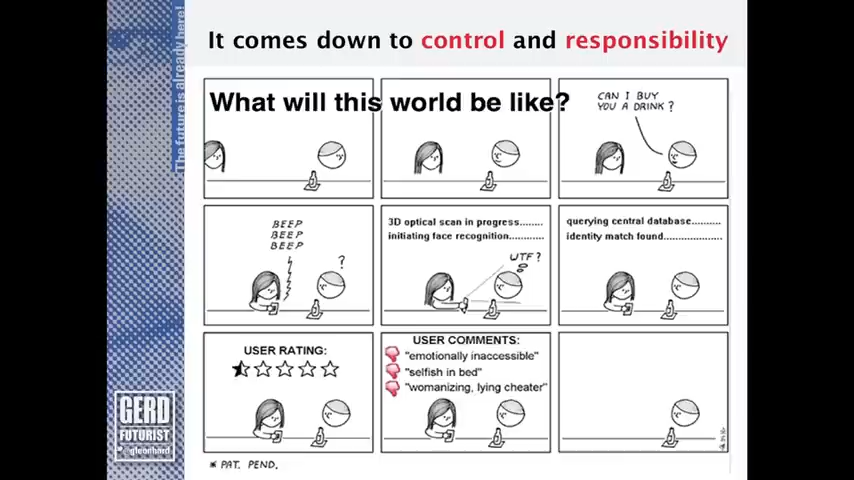 It comes down to control and responsibility
The future is already here!
What will this world be like?
CAN I BUY
YOU A DRINK?
BEEP
BEEP
BEEP
?
3D optical scan in progress.......
initiating face recognition............
WTF?
querying central database.........
identity match found....................
USER RATING:
USER COMMENTS:
"emotionally inaccessible"
"selfish in bed"
"womanizing, lying cheater"
* PAT. PEND.
GERD
FUTURIST
@gleonhard